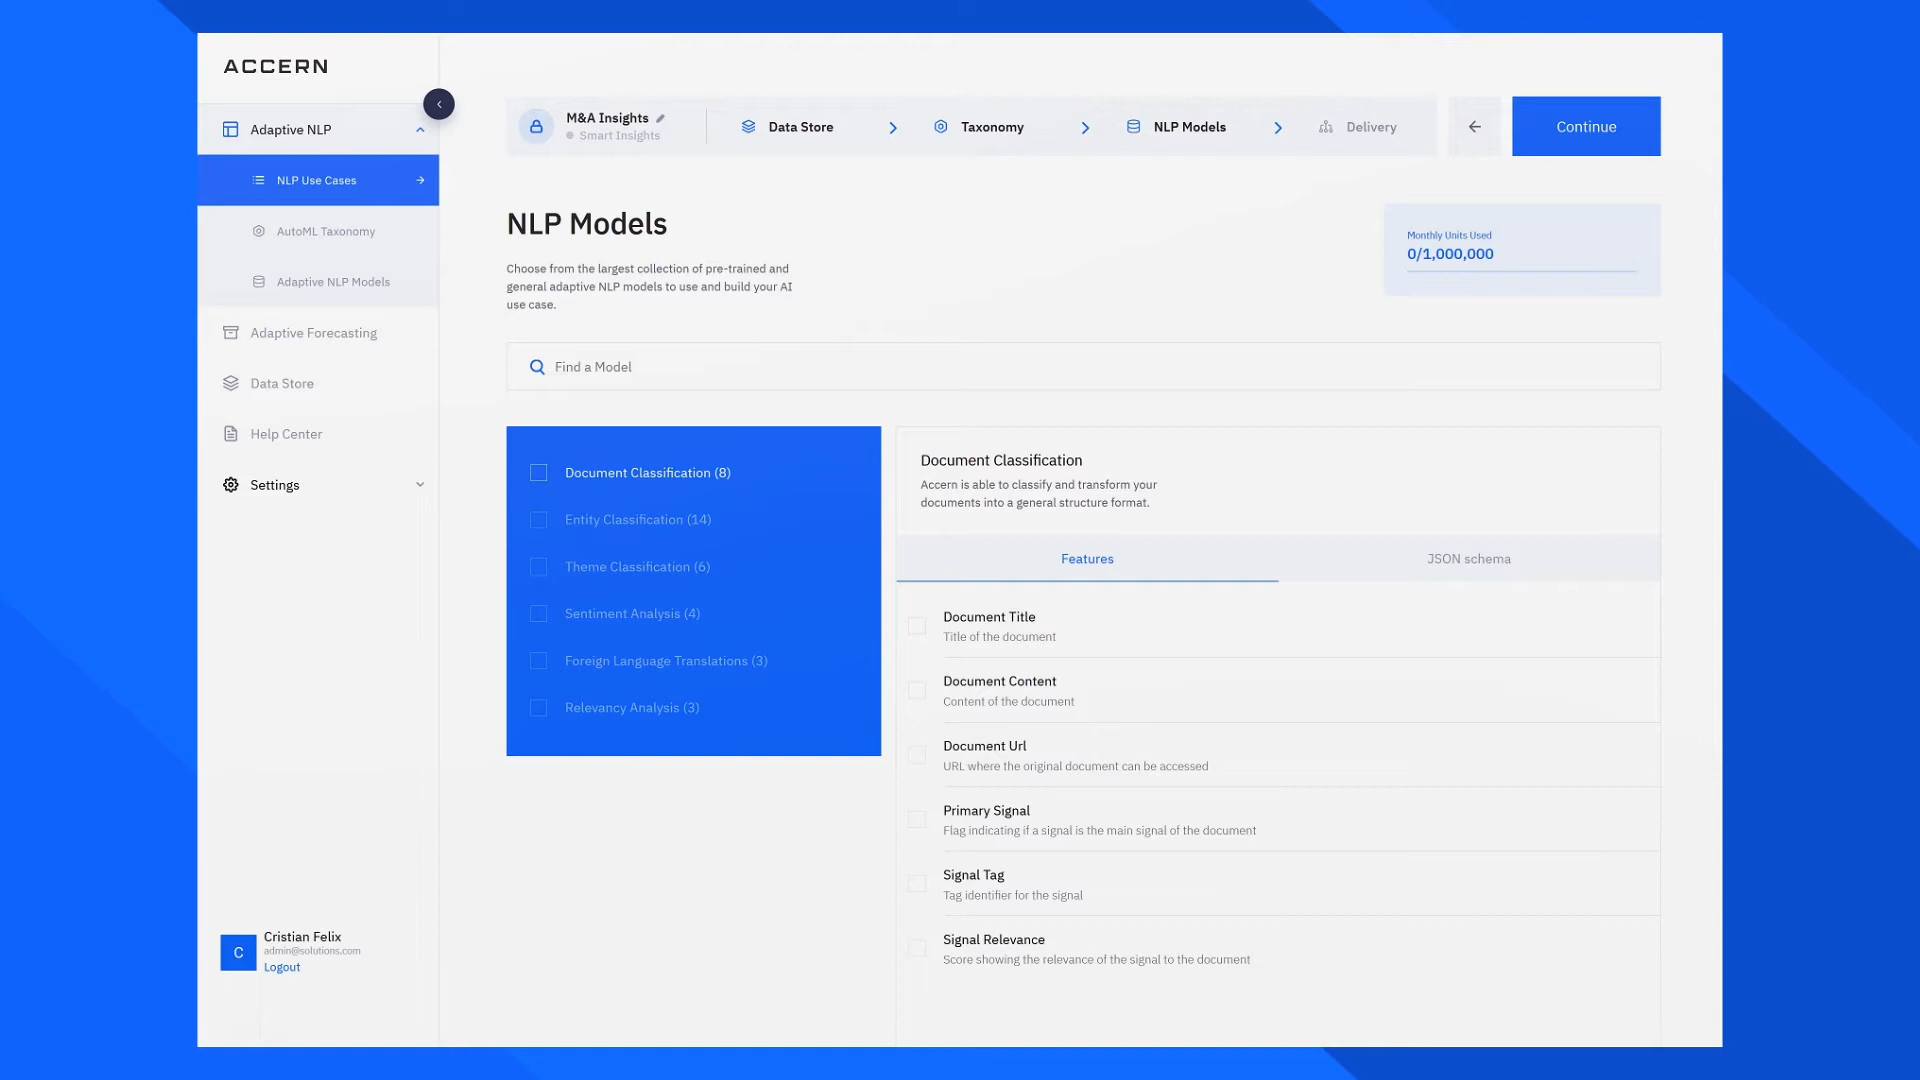 ACCERN
Adaptive NLP
NLP Use Cases
AutoML Taxonomy
Adaptive NLP Models
Adaptive Forecasting
Data Store
Help Center
Settings
Cristian Felix
C
admin@solutions.com
Logout
M&A Insights
Smart Insights
Data Store
Taxonomy
NLP Models
Delivery
Continue
NLP Models
Choose from the largest collection of pre-trained and
general adaptive NLP models to use and build your AI
use case.
Monthly Units Used
0/1,000,000
Find a Model
Document Classification (8)
Entity Classification (14)
Theme Classification (6)
Sentiment Analysis (4)
Foreign Language Translations (3)
Relevancy Analysis (3)
Document Classification
Accern is able to classify and transform your
documents into a general structure format.
Features
JSON schema
Document Title
Title of the document
Document Content
Content of the document
Document Url
URL where the original document can be accessed
Primary Signal
Flag indicating if a signal is the main signal of the document
Signal Tag
Tag identifier for the signal
Signal Relevance
Score showing the relevance of the signal to the document